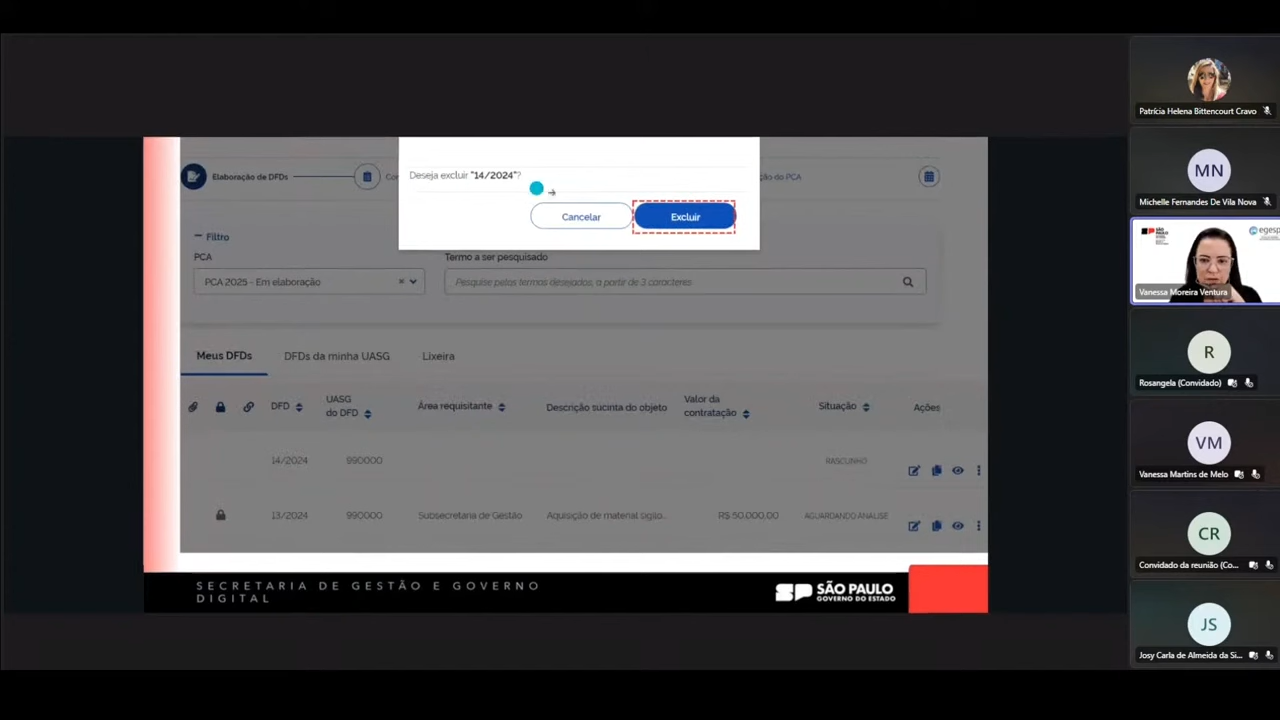 Deseja excluir "14/2024"?
Cancelar
Excluir
Elaboração de DFDs
ção do PCA
Filtro
PCA
Termo a ser pesquisado
PCA 2025 - Em elaboração
Pesquise pelos termos desejados, a partir de 3 caracteres
Meus DFDs
DFDs da minha UASG
Lixeira
DFD
UASG
do DFD
Área requisitante
Descrição sucinta do objeto
Valor da
contratação
Situação
Ações
14/2024
990000
RASCUNHO
13/2024
990000
Subsecretaria de Gestão
Aquisição de material sigilo...
R$ 50.000,00
AGUARDANDO ANÁLISE
SECRETARIA DE GESTÃO E GOVERNO
DIGITAL
SP SÃO PAULO
GOVERNO DO ESTADO
Patrícia Helena Bittencourt Cravo
MN
Michelle Fernandes De Vila Nova
egesp
Vanessa Moreira Ventura
R
Rosangela (Convidado)
VM
Vanessa Martins de Melo
CR
Convidado da reunião (Co...
JS
Josy Carla de Almeida da Si...